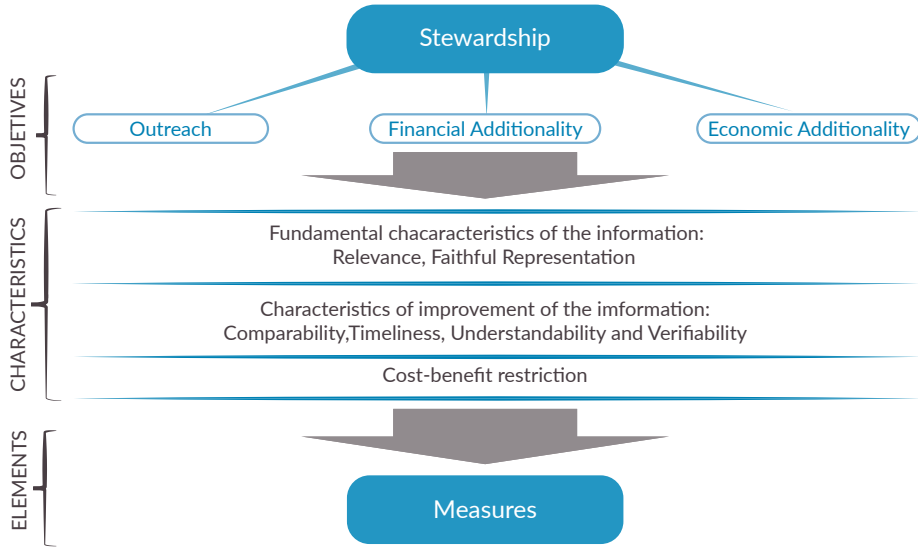 Stewardship
OBJETIVES
Outreach
Financial Additionality
Economic Additionality
CHARACTERISTICS
Fundamental chacaracteristics of the information:
Relevance, Faithful Representation
Characteristics of improvement of the imformation:
Comparability,Timeliness, Understandability and Verifiability
Cost-benefit restriction
ELEMENTS
Measures